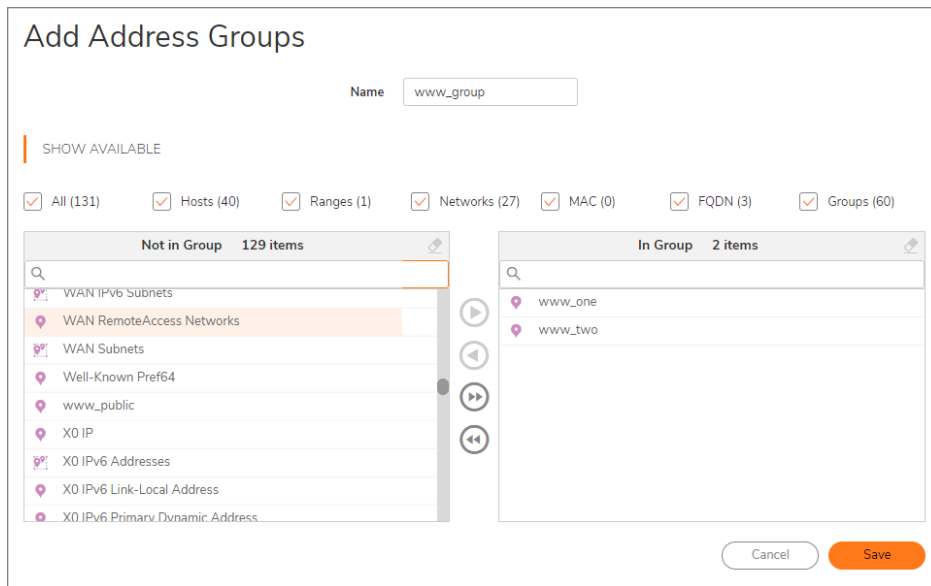 Add Address Groups
Name www_group
SHOW AVAILABLE
All (131) Hosts (40) Ranges (1) Networks (27) MAC (0) FQDN (3) Groups (60)
Not in Group 129 items
WAN IPv6 Subnets
WAN RemoteAccess Networks
WAN Subnets
Well-Known Pref64
www_public
X0 IP
X0 IPv6 Addresses
X0 IPv6 Link-Local Address
X0 IPv6 Primary Dynamic Address
In Group 2 items
www_one
www_two
Cancel Save